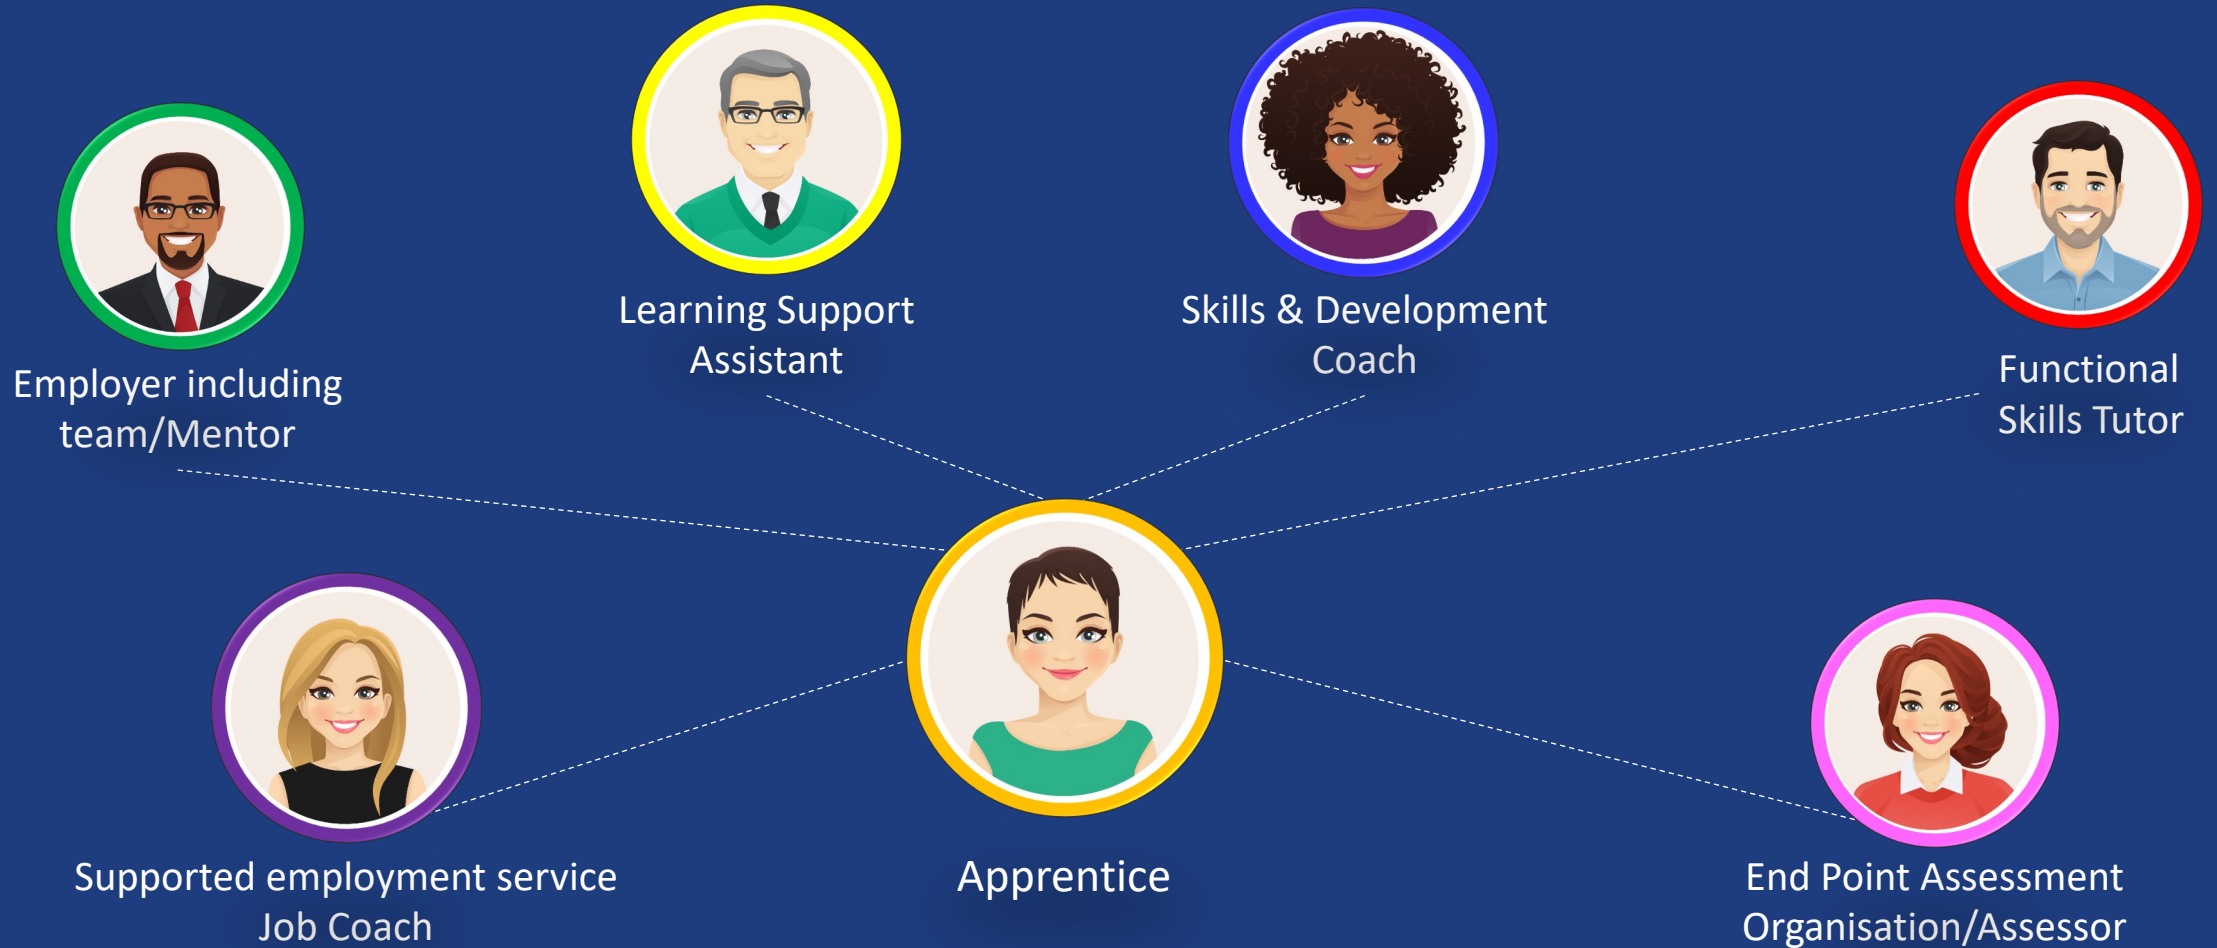 Learning Support
Assistant
Skills & Development
Coach
Employer including
team/Mentor
Functional
Skills Tutor
Supported employment service
Job Coach
Apprentice
End Point Assessment
Organisation/Assessor